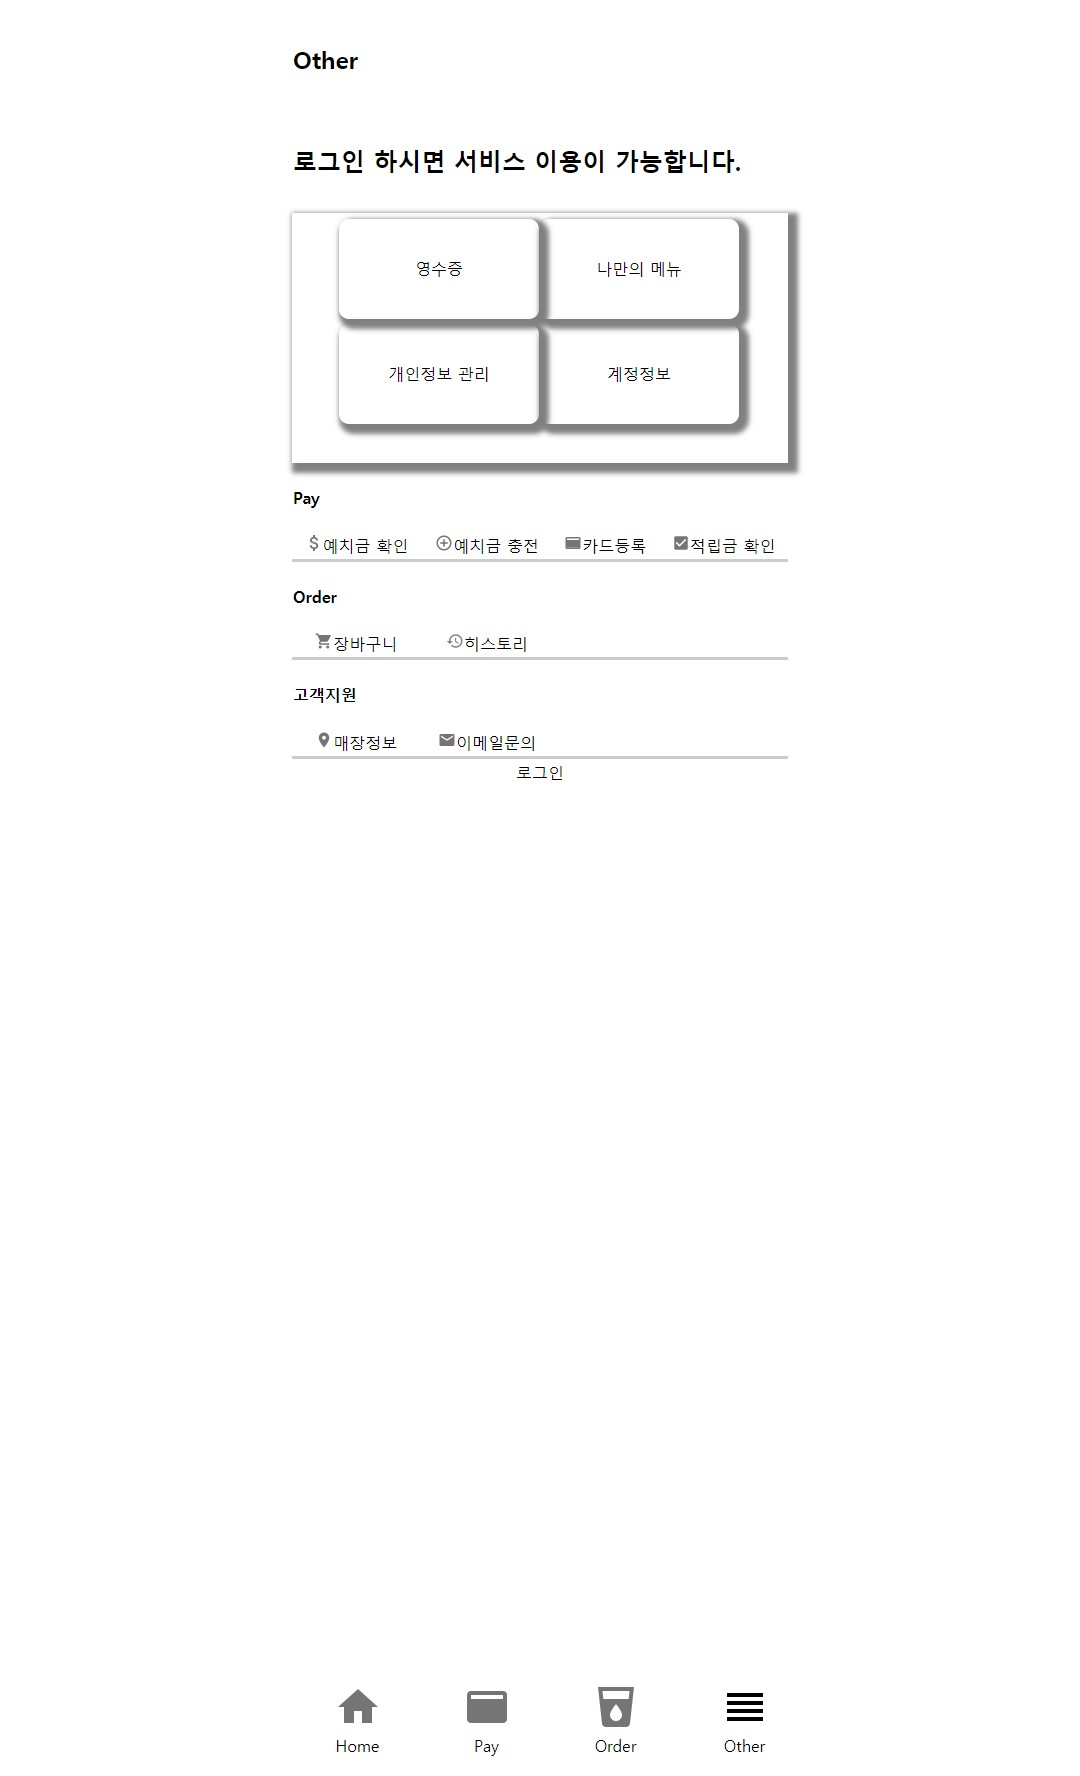 Other
로그인 하시면 서비스 이용이 가능합니다.
영수증 나만의 메뉴
개인정보 관리 계정정보
Pay
예치금 확인 예치금 충전 카드등록 적립금 확인
Order
장바구니 히스토리
고객지원
매장정보 이메일문의
로그인
Home Pay Order Other